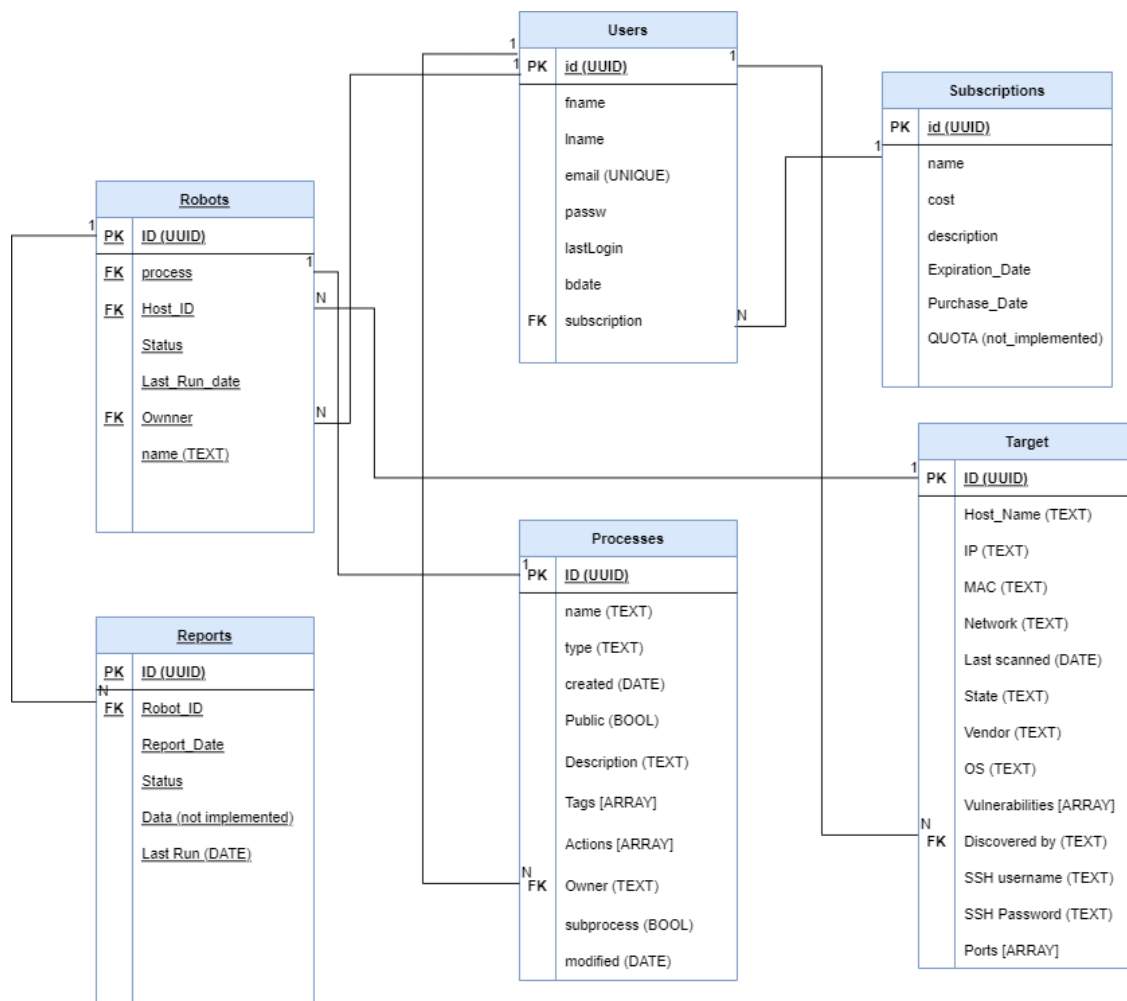 Users
PK id (UUID)
fname
lname
email (UNIQUE)
passw
lastLogin
bdate
FK subscription
1
1
1
N
Subscriptions
PK id (UUID)
name
cost
description
Expiration_Date
Purchase_Date
QUOTA (not_implemented)
1
Robots
PK ID (UUID)
FK process
FK Host_ID
Status
Last_Run_date
FK Ownner
name (TEXT)
1
1
N
N
Target
PK ID (UUID)
Host_Name (TEXT)
IP (TEXT)
MAC (TEXT)
Network (TEXT)
Last scanned (DATE)
State (TEXT)
Vendor (TEXT)
OS (TEXT)
Vulnerabilities [ARRAY]
FK Discovered by (TEXT)
SSH username (TEXT)
SSH Password (TEXT)
Ports [ARRAY]
1
N
Processes
PK ID (UUID)
name (TEXT)
type (TEXT)
created (DATE)
Public (BOOL)
Description (TEXT)
Tags [ARRAY]
Actions [ARRAY]
FK Owner (TEXT)
subprocess (BOOL)
modified (DATE)
1
N
Reports
PK ID (UUID)
FK Robot_ID
Report_Date
Status
Data (not implemented)
Last Run (DATE)
N